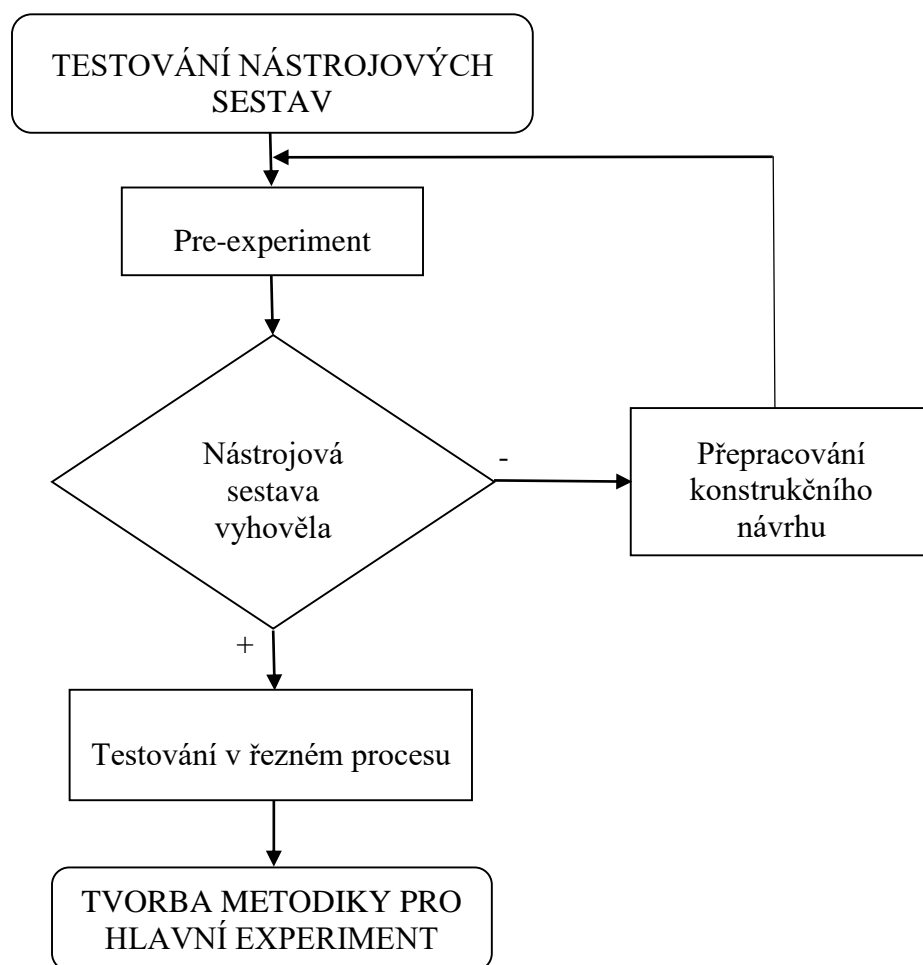 TESTOVÁNÍ NÁSTROJOVÝCH
SESTAV
Pre-experiment
Nástrojová
sestava
vyhověla
-
Přepracování
konstrukčního
návrhu
+
Testování v řezném procesu
TVORBA METODIKY PRO
HLAVNÍ EXPERIMENT